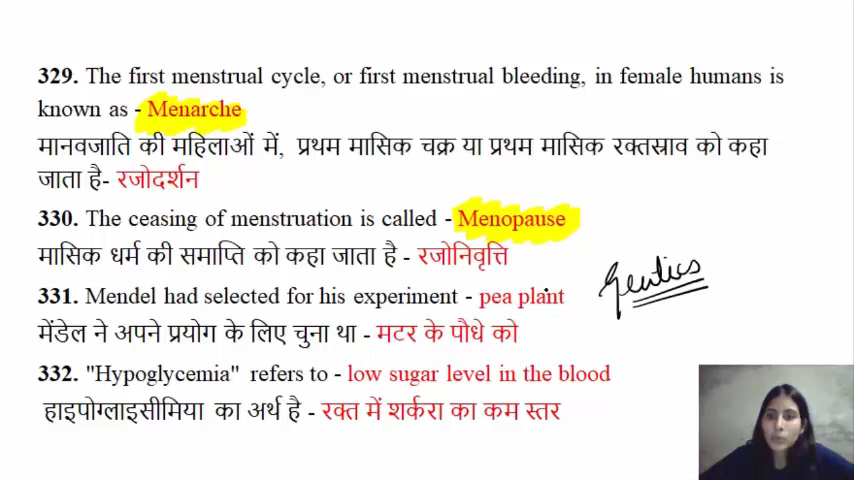 329. The first menstrual cycle, or first menstrual bleeding, in female humans is
known as - Menarche
मानवजाति की महिलाओं में, प्रथम मासिक चक्र या प्रथम मासिक रक्तस्राव को कहा
जाता है- रजोदर्शन
330. The ceasing of menstruation is called - Menopause
मासिक धर्म की समाप्ति को कहा जाता है - रजोनिवृत्ति
Gentics
331. Mendel had selected for his experiment - pea plant
मेंडेल ने अपने प्रयोग के लिए चुना था - मटर के पौधे को
332. "Hypoglycemia" refers to - low sugar level in the blood
हाइपोग्लाइसीमिया का अर्थ है - रक्त में शर्करा का कम स्तर